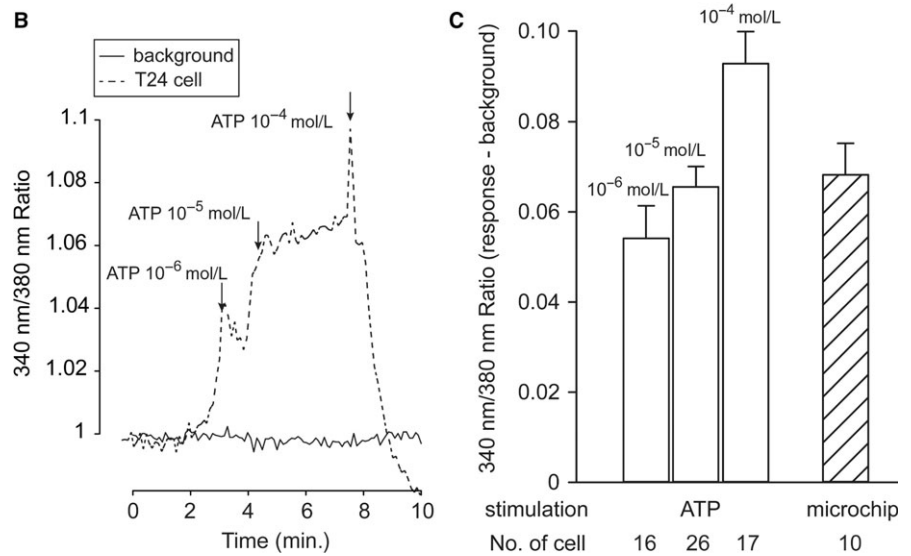 B
background
T24 cell
340 nm/380 nm Ratio
1.1
1.08
1.06
1.04
1.02
1
ATP 10⁻⁴ mol/L
ATP 10⁻⁵ mol/L
ATP 10⁻⁶ mol/L
0 2 4 6 8 10
Time (min.)
C
340 nm/380 nm Ratio (response - background)
0.10
0.08
0.06
0.04
0.02
0
10⁻⁴ mol/L
10⁻⁵ mol/L
10⁻⁶ mol/L
stimulation ATP microchip
No. of cell 16 26 17 10